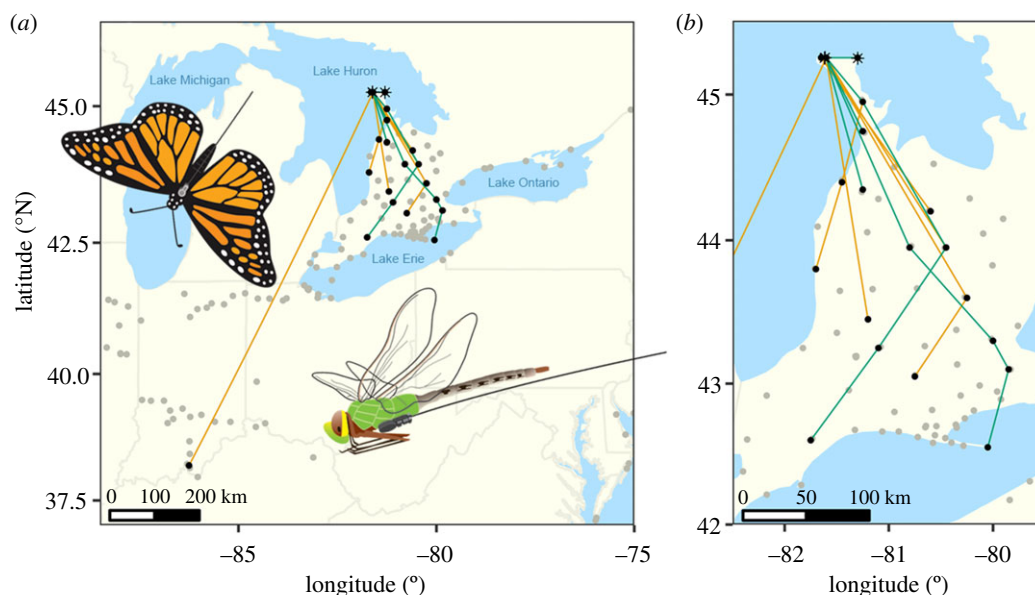 (a)
Lake Michigan
Lake Huron
Lake Ontario
Lake Erie
45.0
42.5
40.0
37.5
latitude (°N)
0 100 200 km
–85 –80 –75
longitude (º)
(b)
45
44
43
42
0 50 100 km
–82 –81 –80
longitude (º)